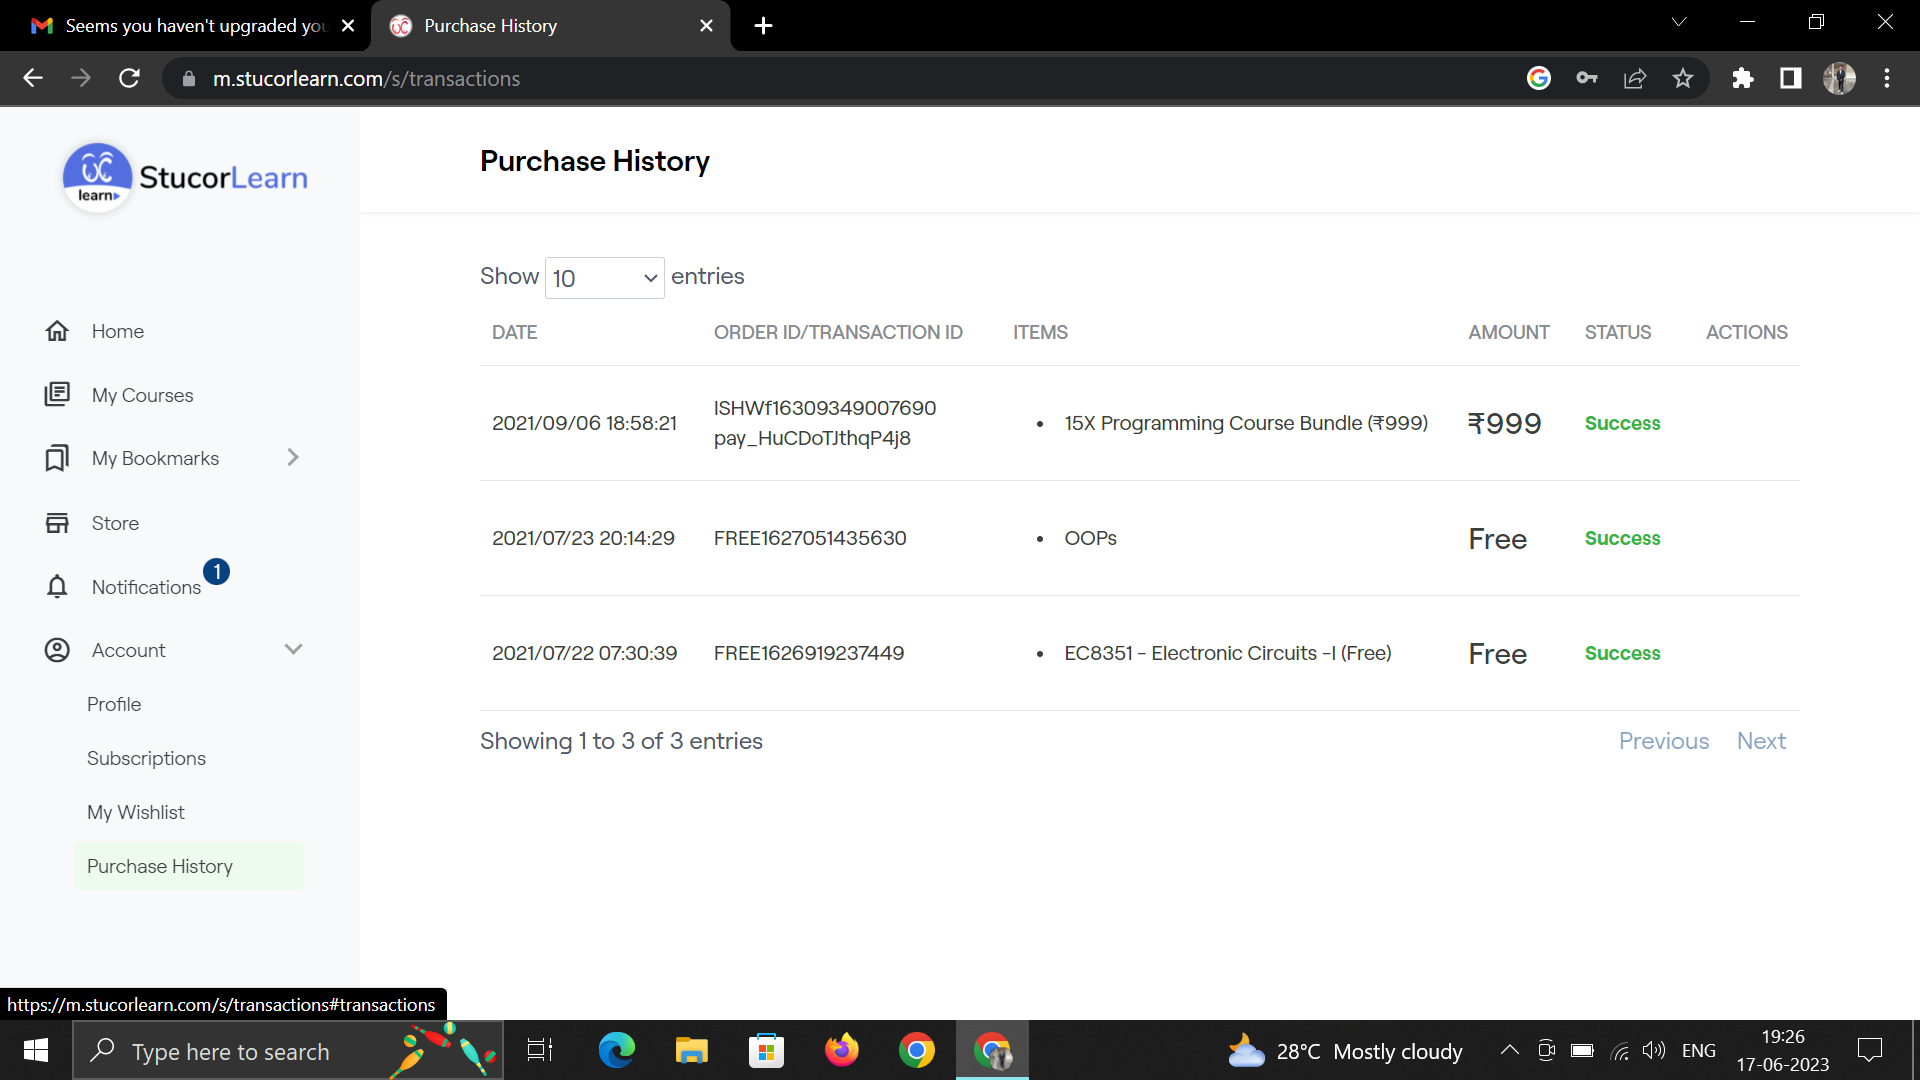 Seems you haven't upgraded you
Purchase History
m.stucorlearn.com/s/transactions
learn
StucorLearn
Home
My Courses
My Bookmarks
Store
Notifications
1
Account
Profile
Subscriptions
My Wishlist
Purchase History
Purchase History
Show 10 entries
DATE ORDER ID/TRANSACTION ID ITEMS AMOUNT STATUS ACTIONS
2021/09/06 18:58:21 ISHWf16309349007690 pay_HuCDoTJthqP4j8 • 15X Programming Course Bundle (₹999) ₹999 Success
2021/07/23 20:14:29 FREE1627051435630 • OOPs Free Success
2021/07/22 07:30:39 FREE1626919237449 • EC8351 - Electronic Circuits -I (Free) Free Success
Showing 1 to 3 of 3 entries
Previous Next
https://m.stucorlearn.com/s/transactions#transactions
Type here to search
28°C Mostly cloudy
ENG
19:26
17-06-2023